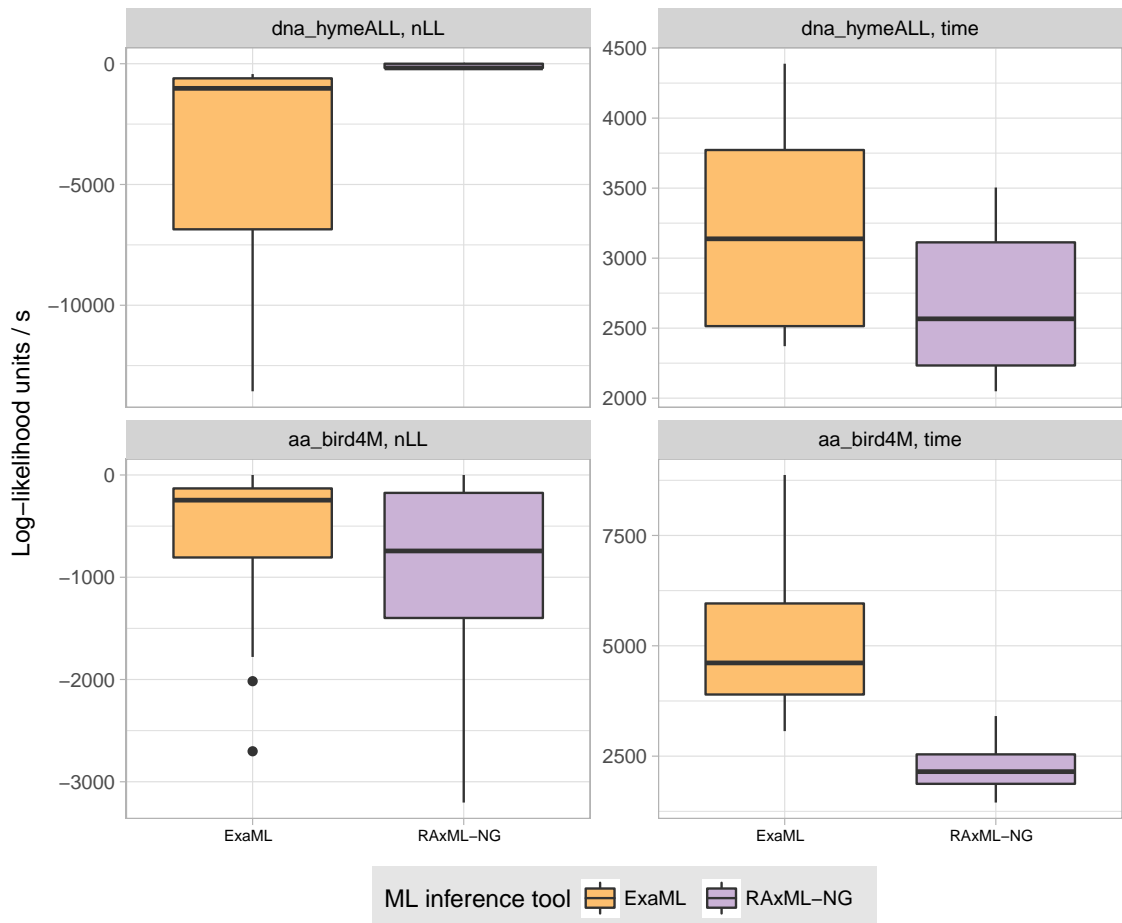 dna_hymeALL, nLL
dna_hymeALL, time
0
−5000
−10000
4500
4000
3500
3000
2500
2000
Log−likelihood units / s
aa_bird4M, nLL
aa_bird4M, time
0
−1000
−2000
−3000
7500
5000
2500
ExaML
RAxML−NG
ExaML
RAxML−NG
ML inference tool
ExaML
RAxML−NG